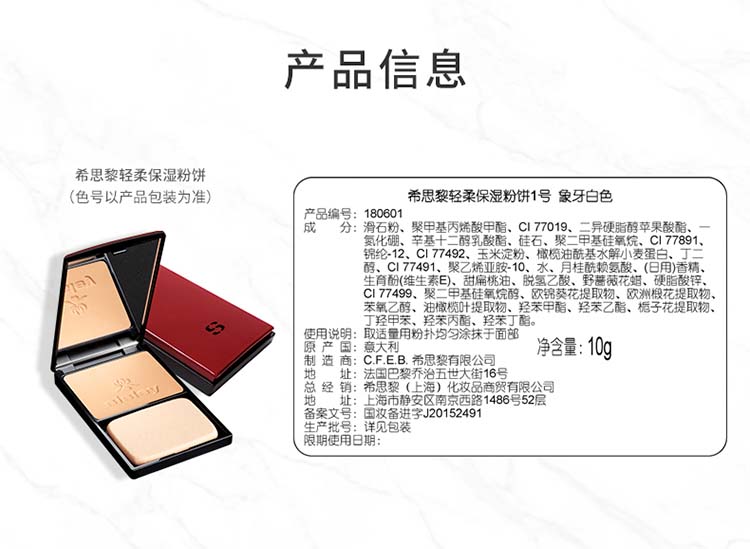 产品信息
希思黎轻柔保湿粉饼
（色号以产品包装为准）
S
sisley
希思黎轻柔保湿粉饼1号 象牙白色
产品编号：180601
成 分：滑石粉、聚甲基丙烯酸甲酯、CI 77019、二异硬脂醇苹果酸酯、一
氮化硼、辛基十二醇乳酸酯、硅石、聚二甲基硅氧烷、CI 77891、
锦纶-12、CI 77492、玉米淀粉、橄榄油酰基水解小麦蛋白、丁二
醇、CI 77491、聚乙烯亚胺-10、水、月桂酰赖氨酸、(日用)香精、
生育酚(维生素E)、甜扁桃油、脱氢乙酸、野蔷薇花蜡、硬脂酸锌、
CI 77499、聚二甲基硅氧烷醇、欧锦葵花提取物、欧洲椴花提取物、
苯氧乙醇、油橄榄叶提取物、羟苯甲酯、羟苯乙酯、栀子花提取物、
丁羟甲苯、羟苯丙酯、羟苯丁酯。
使用说明：取适量用粉扑均匀涂抹于面部
原 产 国：意大利
净含量：10g
制 造 商：C.F.E.B. 希思黎有限公司
地 址：法国巴黎乔治五世大街16号
总 经 销：希思黎（上海）化妆品商贸有限公司
地 址：上海市静安区南京西路1486号52层
备案文号：国妆备进字J20152491
生产批号：详见包装
限期使用日期：